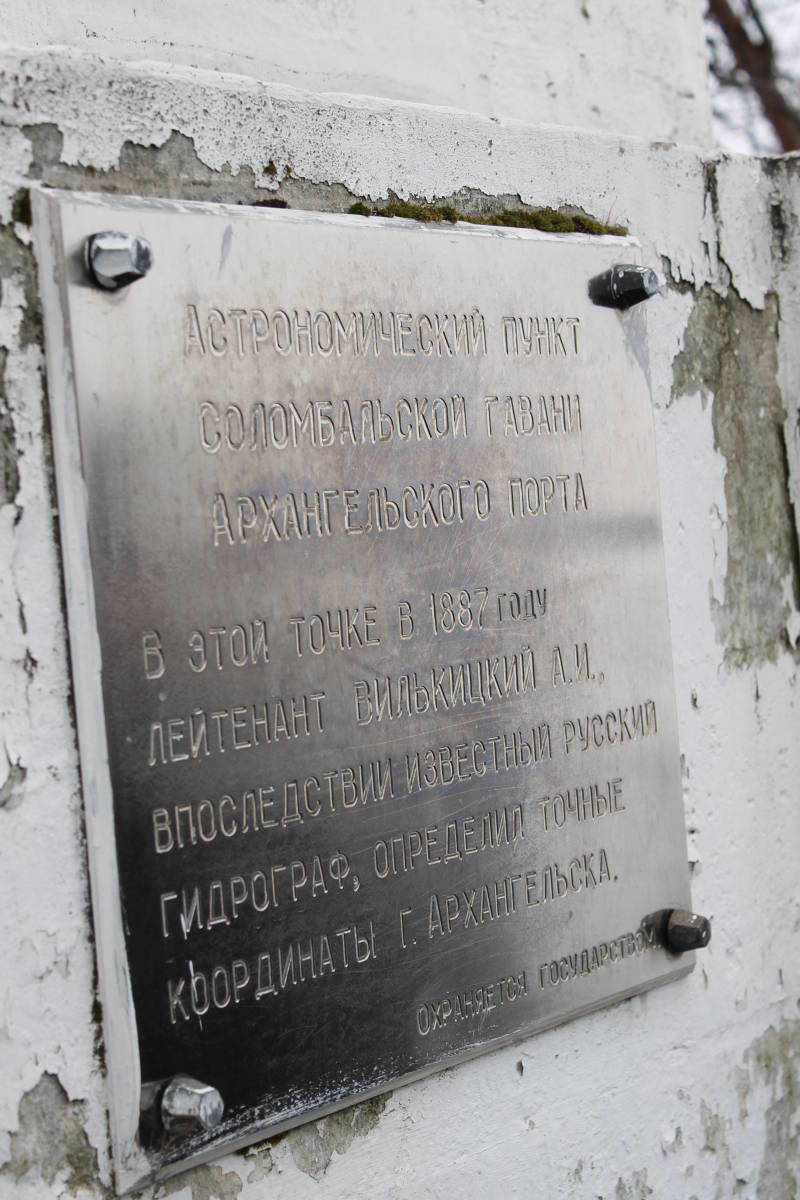 АСТРОНОМИЧЕСКИЙ ПУНКТ
СОЛОМБАЛЬСКОЙ ГАВАНИ
АРХАНГЕЛЬСКОГО ПОРТА
В ЭТОЙ ТОЧКЕ В 1887 ГОДУ
ЛЕЙТЕНАНТ ВИЛЬКИЦКИЙ А.И.,
ВПОСЛЕДСТВИИ ИЗВЕСТНЫЙ РУССКИЙ
ГИДРОГРАФ, ОПРЕДЕЛИЛ ТОЧНЫЕ
КООРДИНАТЫ Г. АРХАНГЕЛЬСКА.
ОХРАНЯЕТСЯ ГОСУДАРСТВОМ